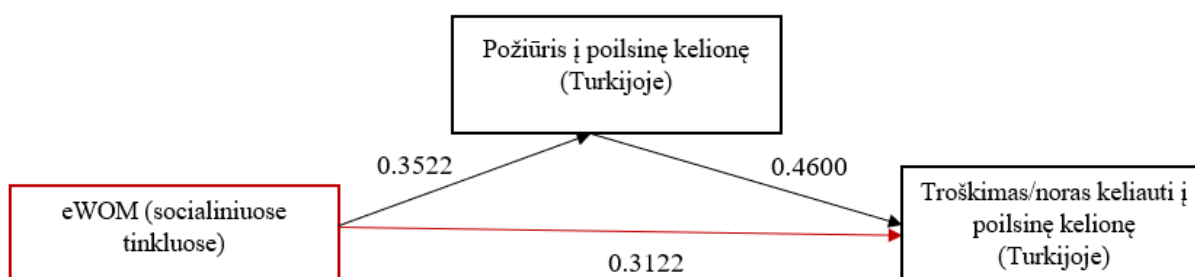 Požiūris į poilsinę kelionę
(Turkijoje)
0.3522
0.4600
eWOM (socialiniuose
tinkluose)
Troškimas/noras keliauti į
poilsinę kelionę
(Turkijoje)
0.3122